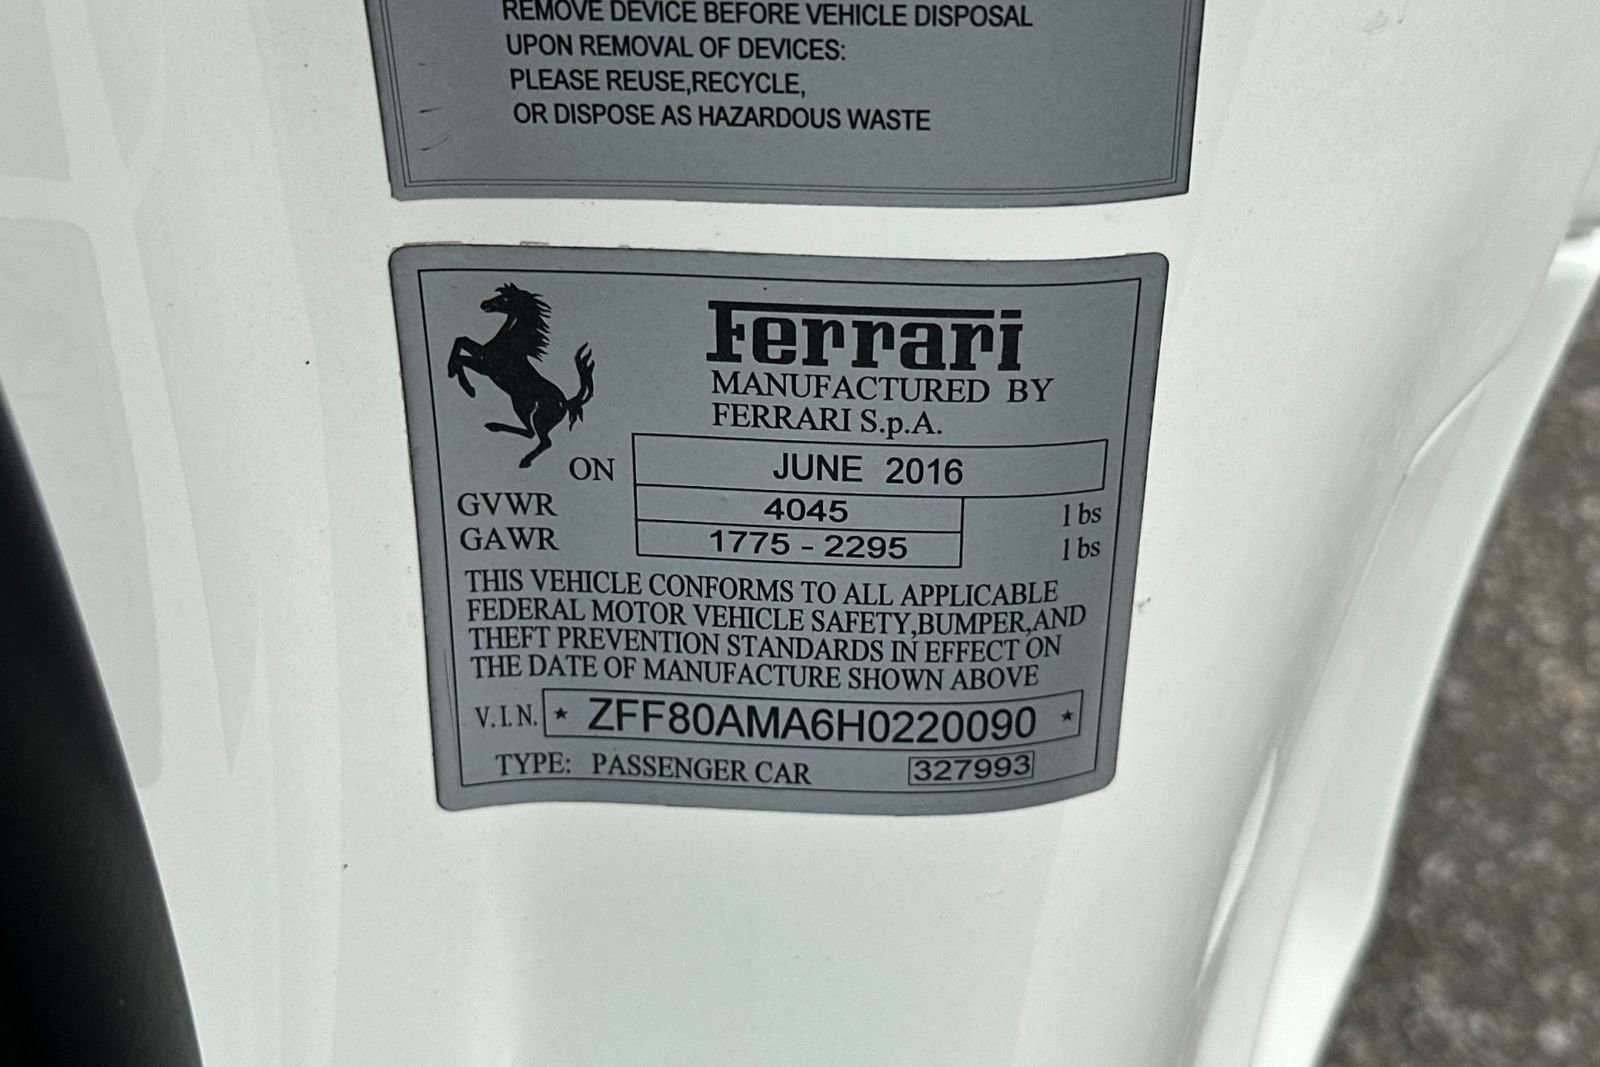 REMOVE DEVICE BEFORE VEHICLE DISPOSAL
UPON REMOVAL OF DEVICES:
PLEASE REUSE,RECYCLE,
OR DISPOSE AS HAZARDOUS WASTE
Ferrari
MANUFACTURED BY
FERRARI S.p.A.
ON JUNE 2016
GVWR 4045 lbs
GAWR 1775 - 2295 lbs
THIS VEHICLE CONFORMS TO ALL APPLICABLE
FEDERAL MOTOR VEHICLE SAFETY,BUMPER,AND
THEFT PREVENTION STANDARDS IN EFFECT ON
THE DATE OF MANUFACTURE SHOWN ABOVE
V.I.N. * ZFF80AMA6H0220090 *
TYPE: PASSENGER CAR 327993